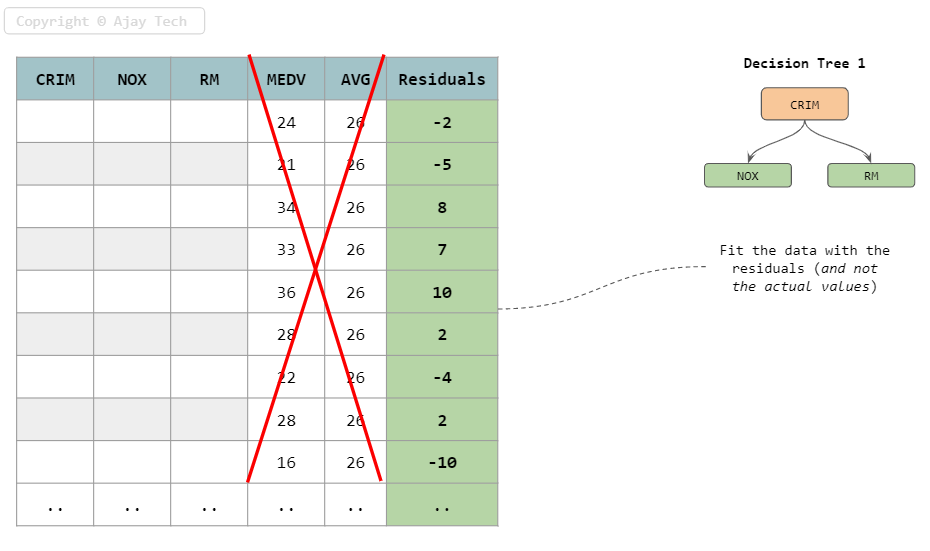 Copyright © Ajay Tech
CRIM NOX RM MEDV AVG Residuals
24 26 -2
21 26 -5
34 26 8
33 26 7
36 26 10
28 26 2
22 26 -4
28 26 2
16 26 -10
.. .. .. .. .. ..
Decision Tree 1
CRIM
NOX RM
Fit the data with the
residuals (and not
the actual values)